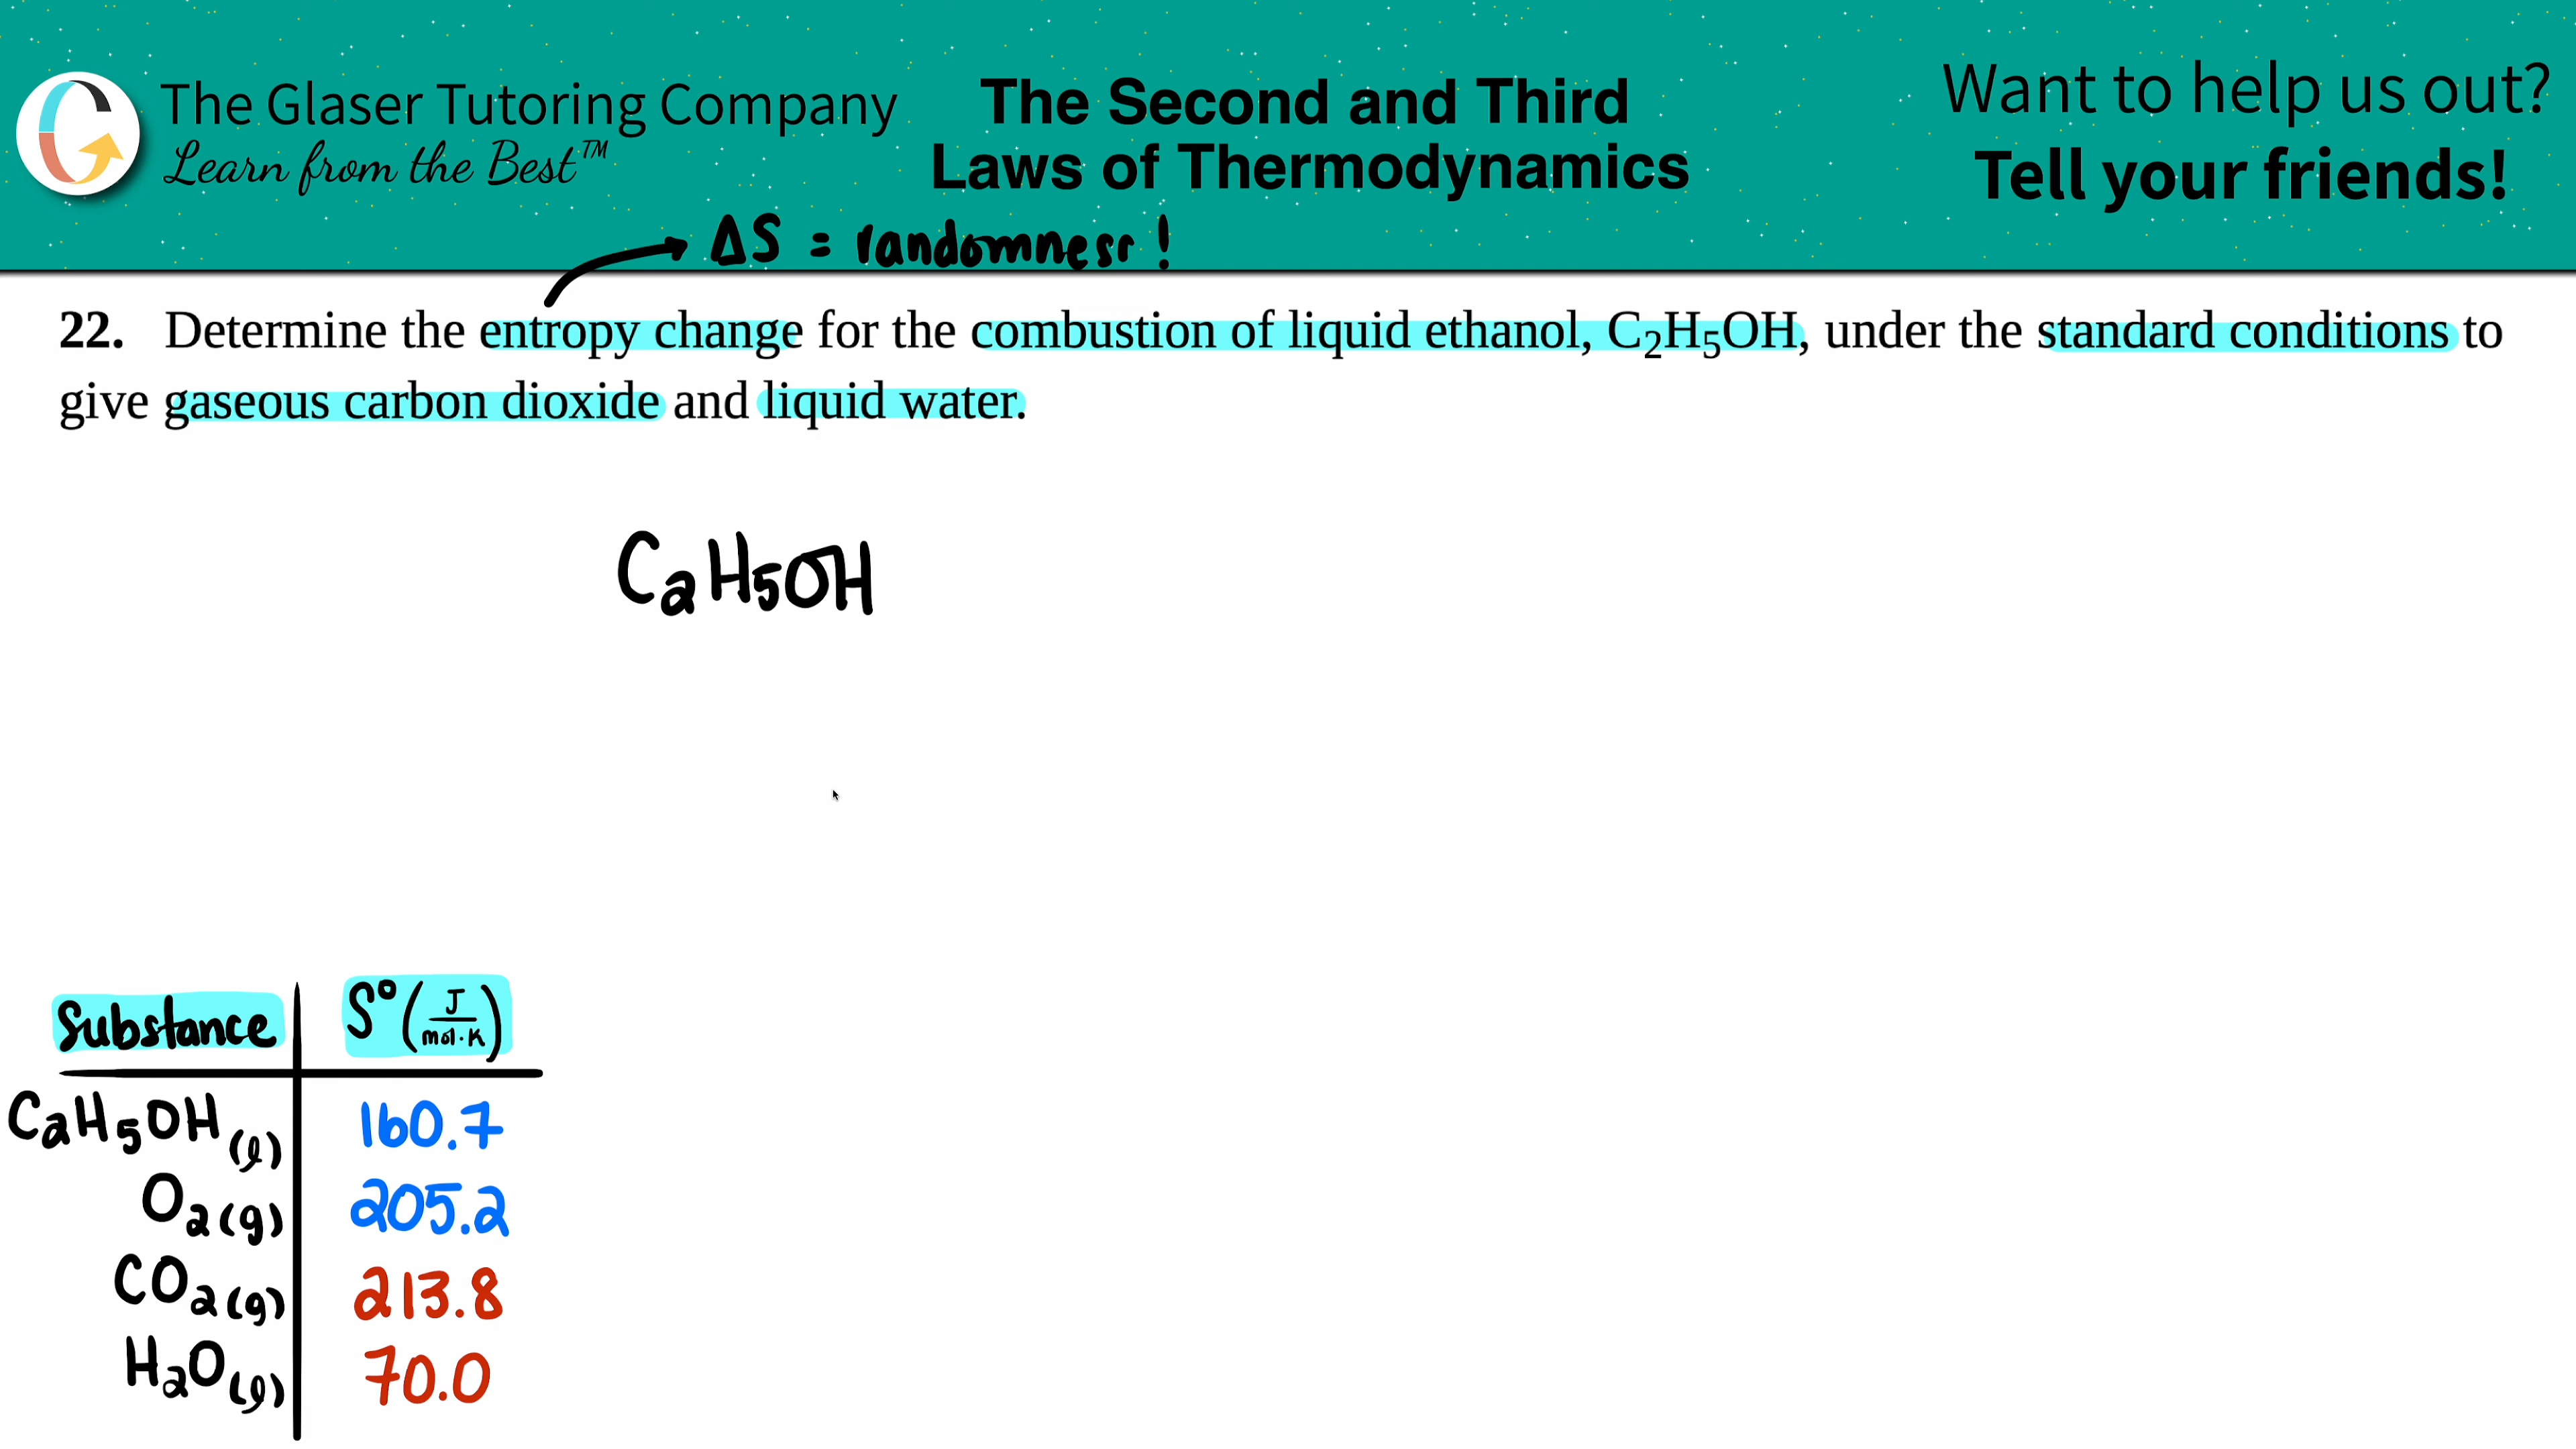 The Glaser Tutoring Company
Learn from the Best™
The Second and Third
Laws of Thermodynamics
Want to help us out?
Tell your friends!
ΔS = randomness!
22. Determine the entropy change for the combustion of liquid ethanol, C₂H₅OH, under the standard conditions to
give gaseous carbon dioxide and liquid water.
C₂H₅OH
Substance S° (J/mol·K)
C₂H₅OH(l) 160.7
O₂(g) 205.2
CO₂(g) 213.8
H₂O(l) 70.0